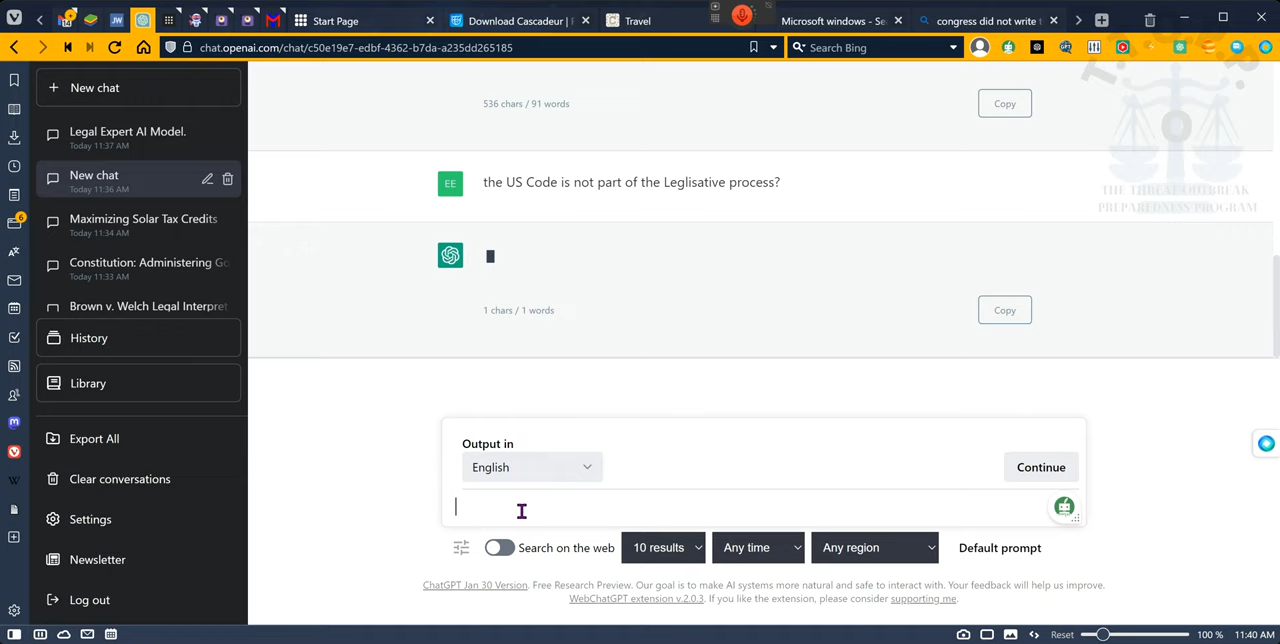 Start Page
Download Cascadeur |
Travel
Microsoft windows - Se
congress did not write t
chat.openai.com/chat/c50e19e7-edbf-4362-b7da-a235dd265185
Search Bing
New chat
Legal Expert AI Model.
Today 11:37 AM
New chat
Today 11:36 AM
Maximizing Solar Tax Credits
Today 11:34 AM
Constitution: Administering Go
Today 11:33 AM
Brown v. Welch Legal Interpret
History
Library
Export All
Clear conversations
Settings
Newsletter
Log out
536 chars / 91 words
Copy
THE THREAT OUTBREAK
PREPAREDNESS PROGRAM
EE
the US Code is not part of the Leglisative process?
1 chars / 1 words
Copy
Output in
English
Continue
Search on the web
10 results
Any time
Any region
Default prompt
ChatGPT Jan 30 Version. Free Research Preview. Our goal is to make AI systems more natural and safe to interact with. Your feedback will help us improve.
WebChatGPT extension v.2.0.3. If you like the extension, please consider supporting me.
Reset
100 %
11:40 AM